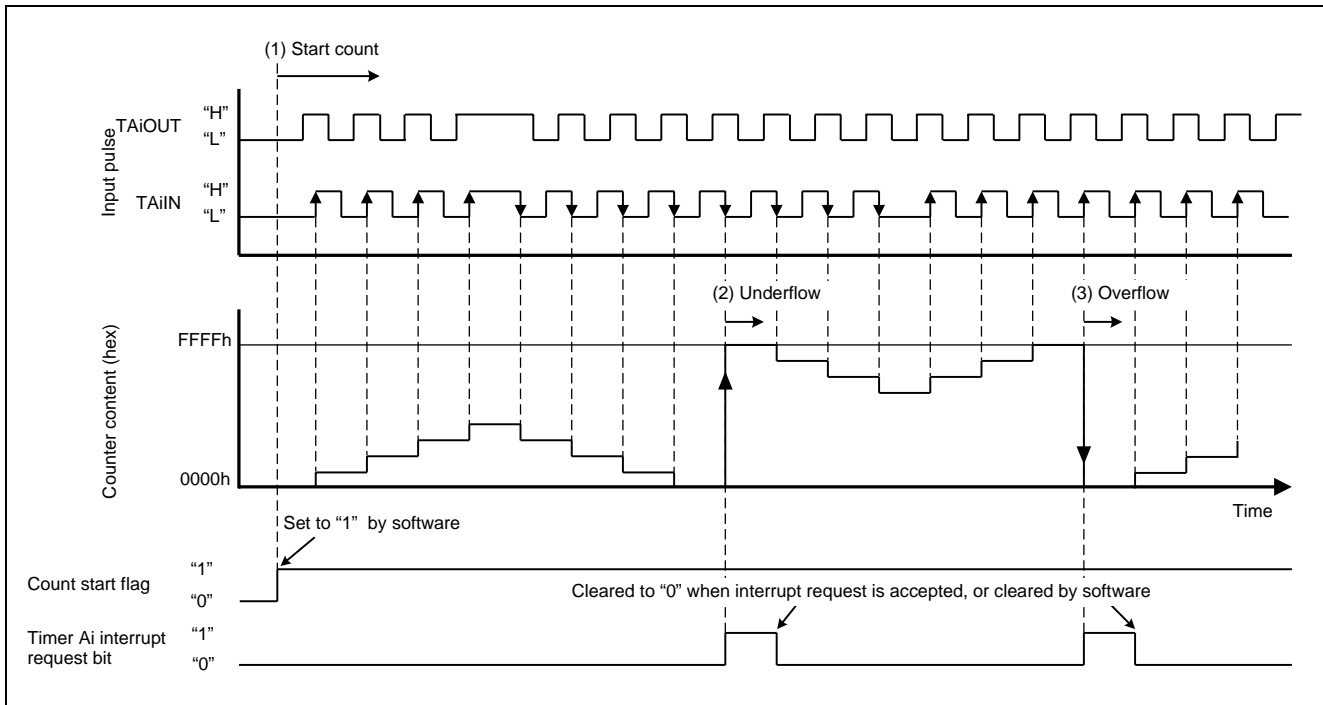 (1) Start count
Input pulse
TAiOUT
“H”
“L”
TAiIN
“H”
“L”
(2) Underflow
(3) Overflow
Counter content (hex)
FFFFh
0000h
Time
Set to “1” by software
Count start flag
“1”
“0”
Cleared to “0” when interrupt request is accepted, or cleared by software
Timer Ai interrupt
request bit
“1”
“0”